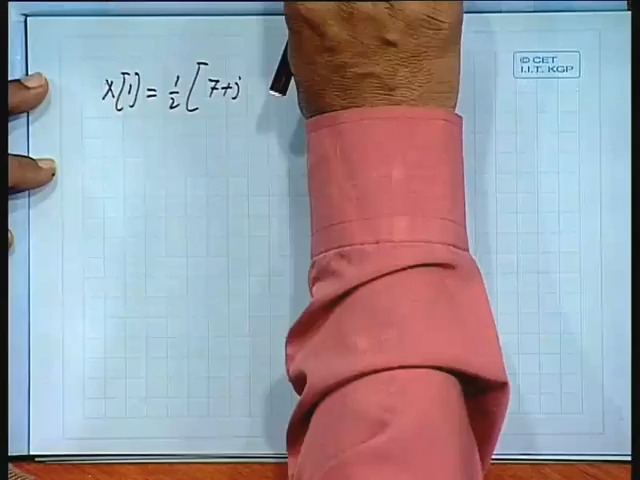 X[1] = 1/2 [ 7+j
© CET
I.I.T. KGP